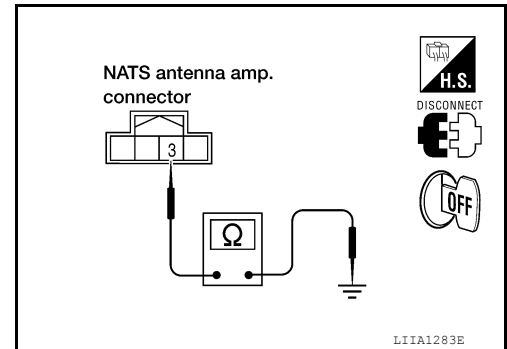 NATS antenna amp.
connector
3
Ω
H.S.
DISCONNECT
OFF
LIIA1283E